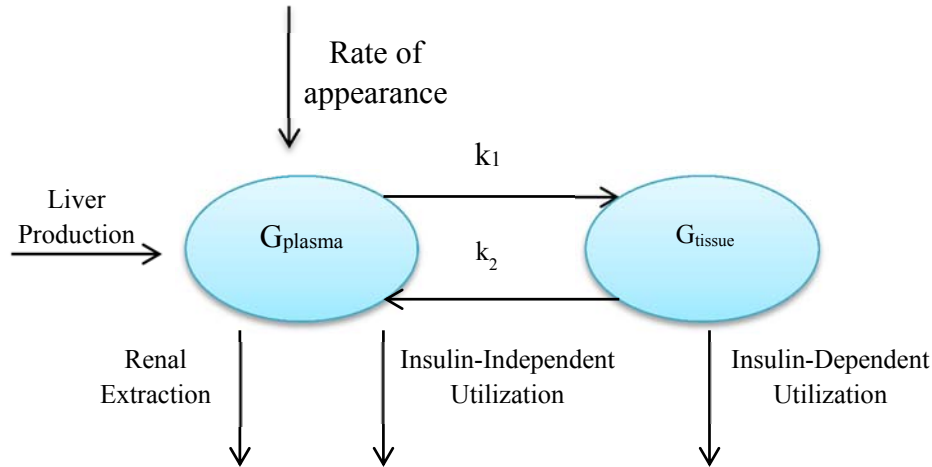 Rate of
appearance
k1
Liver
Production
Gplasma
Gtissue
k2
Renal
Extraction
Insulin-Independent
Utilization
Insulin-Dependent
Utilization